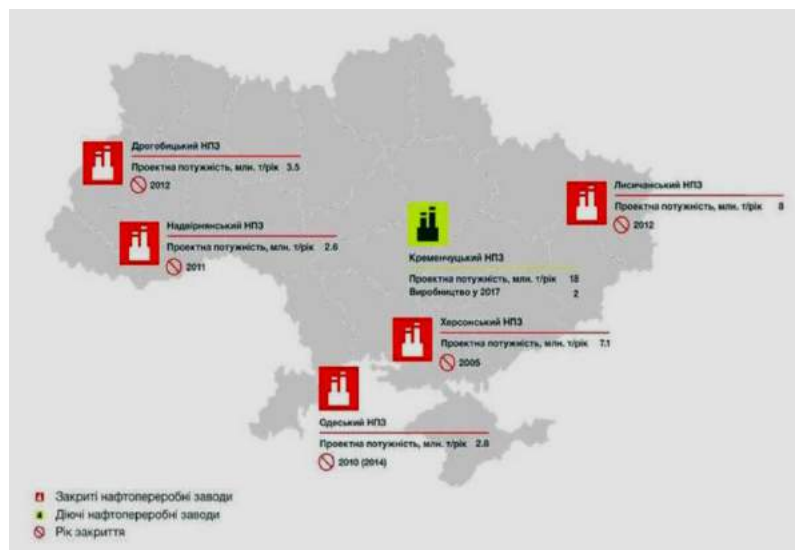 Дрогобицький НПЗ
Проектна потужність, млн. т/рік 3.5
2012
Надвірнянський НПЗ
Проектна потужність, млн. т/рік 2.6
2011
Лисичанський НПЗ
Проектна потужність, млн. т/рік 8
2012
Кременчуцький НПЗ
Проектна потужність, млн. т/рік 18
Виробництво у 2017 2
Херсонський НПЗ
Проектна потужність, млн. т/рік 7.1
2005
Одеський НПЗ
Проектна потужність, млн. т/рік 2.8
2010 (2014)
Закриті нафтопереробні заводи
Діючі нафтопереробні заводи
Рік закриття